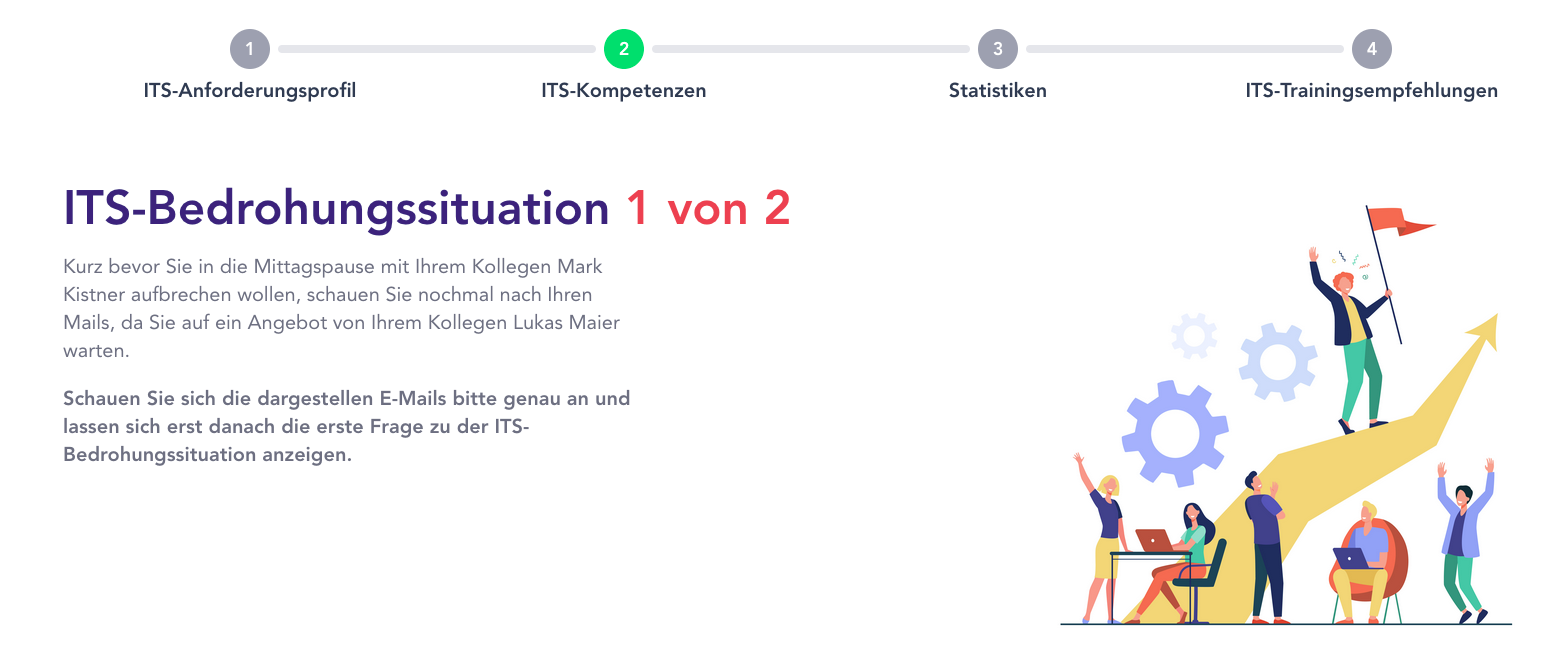 1
2
3
4
ITS-Anforderungsprofil
ITS-Kompetenzen
Statistiken
ITS-Trainingsempfehlungen
ITS-Bedrohungssituation 1 von 2
Kurz bevor Sie in die Mittagspause mit Ihrem Kollegen Mark
Kistner aufbrechen wollen, schauen Sie nochmal nach Ihren
Mails, da Sie auf ein Angebot von Ihrem Kollegen Lukas Maier
warten.
Schauen Sie sich die dargestellen E-Mails bitte genau an und
lassen sich erst danach die erste Frage zu der ITS-
Bedrohungssituation anzeigen.